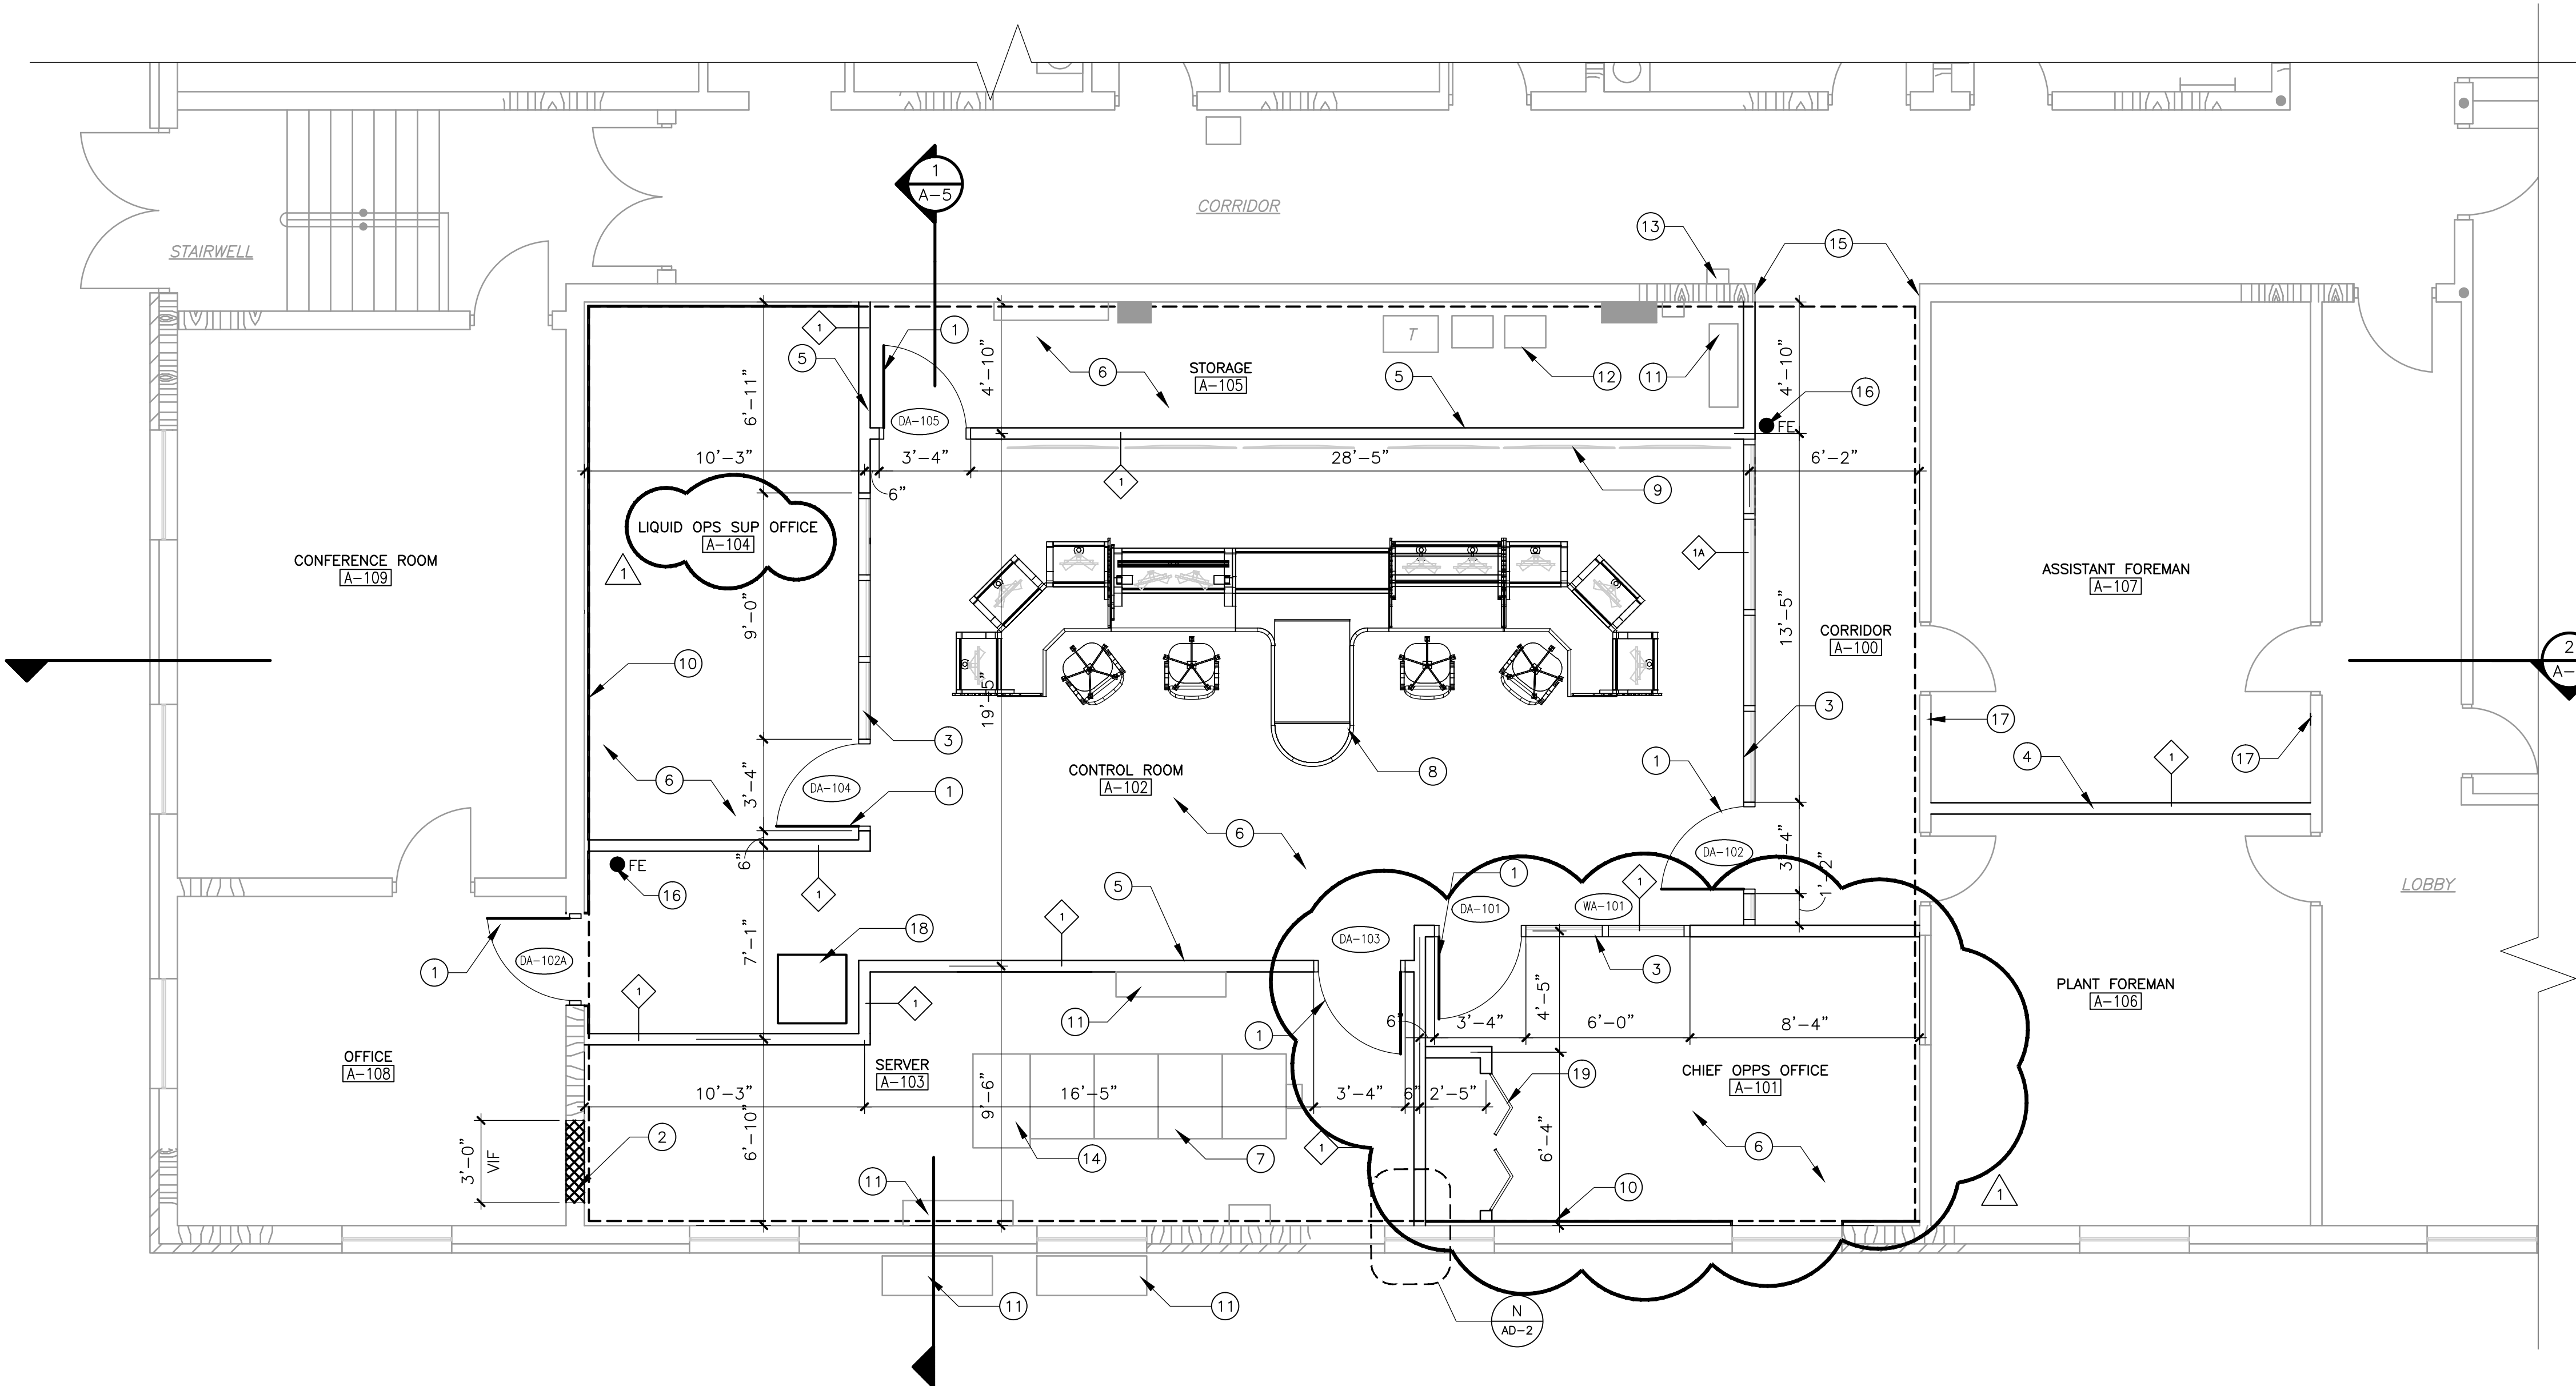 1
A-5
CORRIDOR
STAIRWELL
13
15
1
1
5
6'-11"
4'-10"
6
STORAGE
A-105
T
5
12
11
4'-10"
16
FE
DA-105
10'-3"
3'-4"
28'-5"
6'-2"
6"
1
9
LIQUID OPS SUP OFFICE
A-104
1
CONFERENCE ROOM
A-109
1A
ASSISTANT FOREMAN
A-107
9'-0"
13'-5"
CORRIDOR
A-100
10
19'-5"
2
A-
3
3
17
17
4
1
6
3'-4"
DA-104
1
CONTROL ROOM
A-102
8
1
6
6"
FE
16
1
DA-102
3'-4"
1'-2"
5
1
1
1
DA-101
WA-101
LOBBY
7'-1"
18
DA-103
DA-102A
1
1
1
11
3
4'-5"
PLANT FOREMAN
A-106
1
6"
3'-4"
6'-0"
8'-4"
OFFICE
A-108
SERVER
A-103
19
CHIEF OPPS OFFICE
A-101
10'-3"
16'-5"
3'-4"
6"
2'-5"
9'-6"
6'-10"
6'-4"
3'-0"
VIF
2
14
7
1
6
11
10
1
11
11
N
AD-2